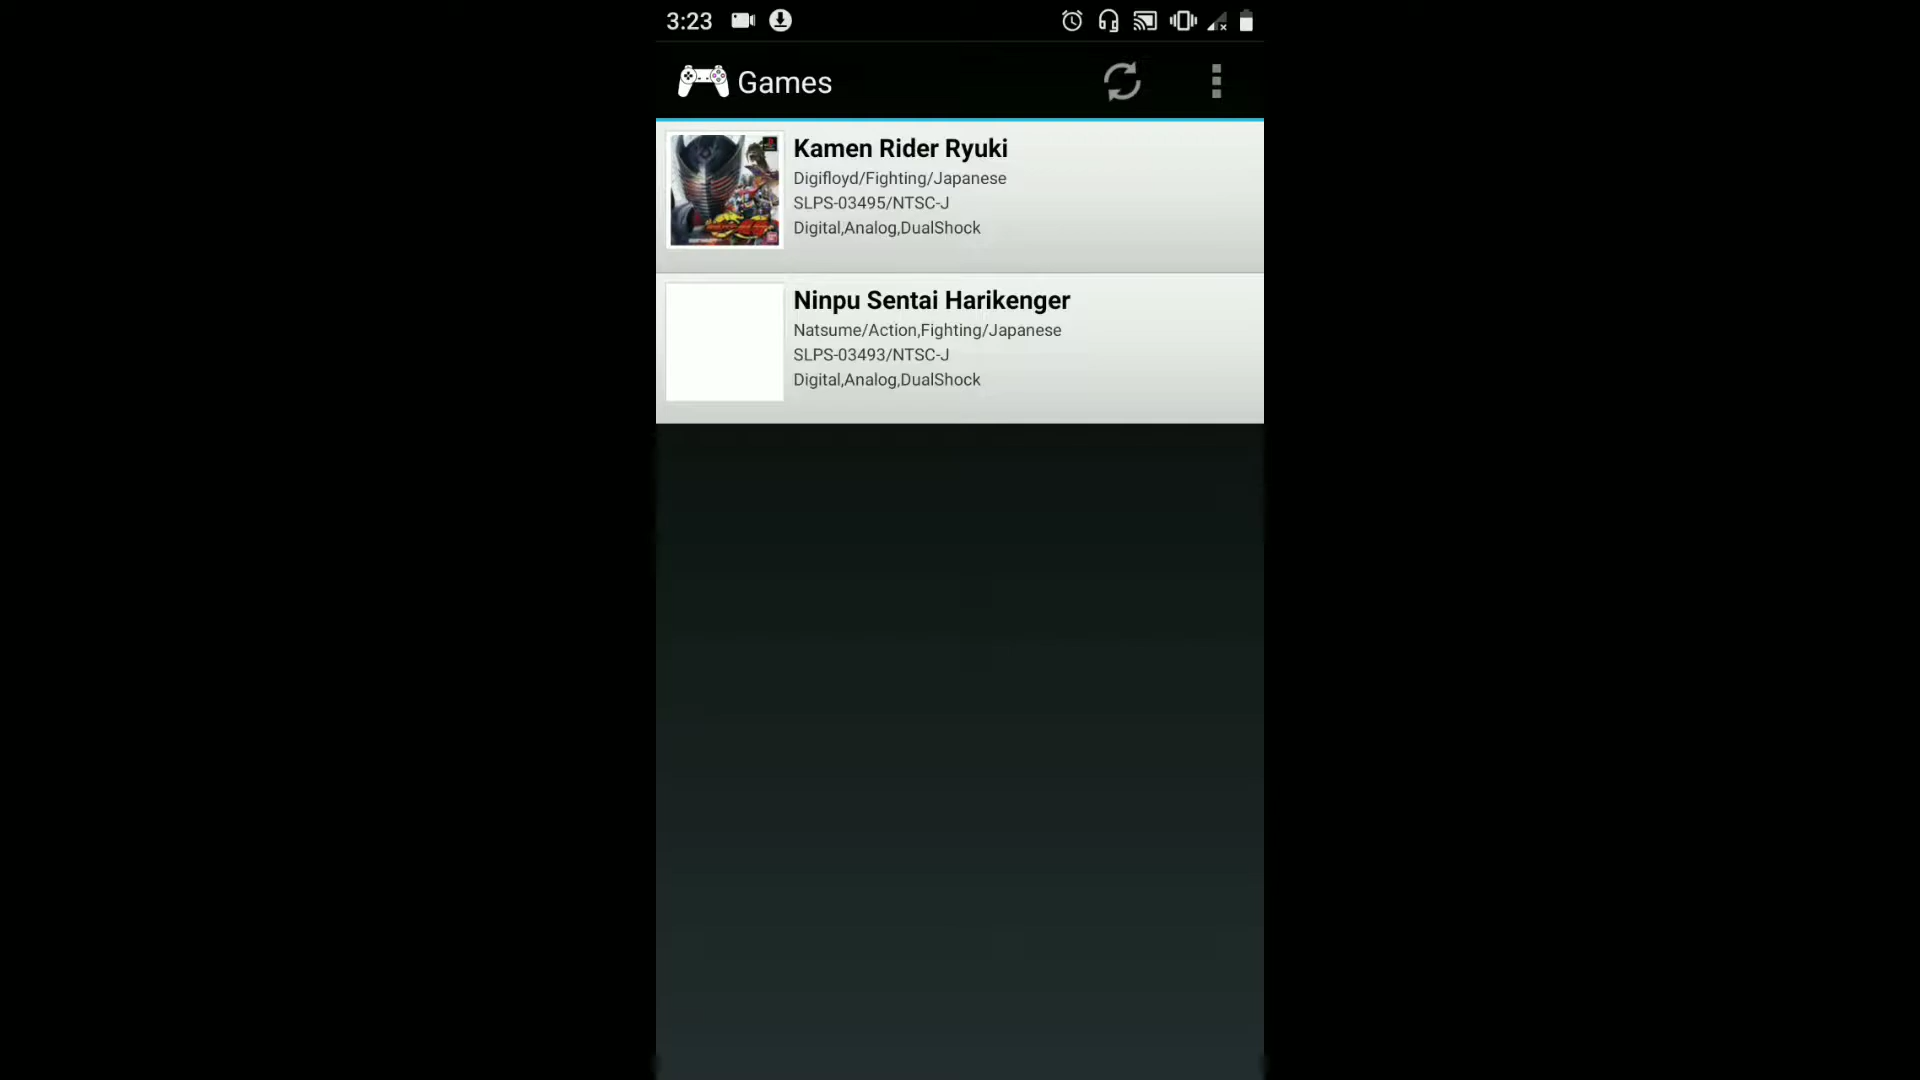 3:23
Games
Kamen Rider Ryuki
Digifloyd/Fighting/Japanese
SLPS-03495/NTSC-J
Digital,Analog,DualShock
Ninpu Sentai Harikenger
Natsume/Action,Fighting/Japanese
SLPS-03493/NTSC-J
Digital,Analog,DualShock